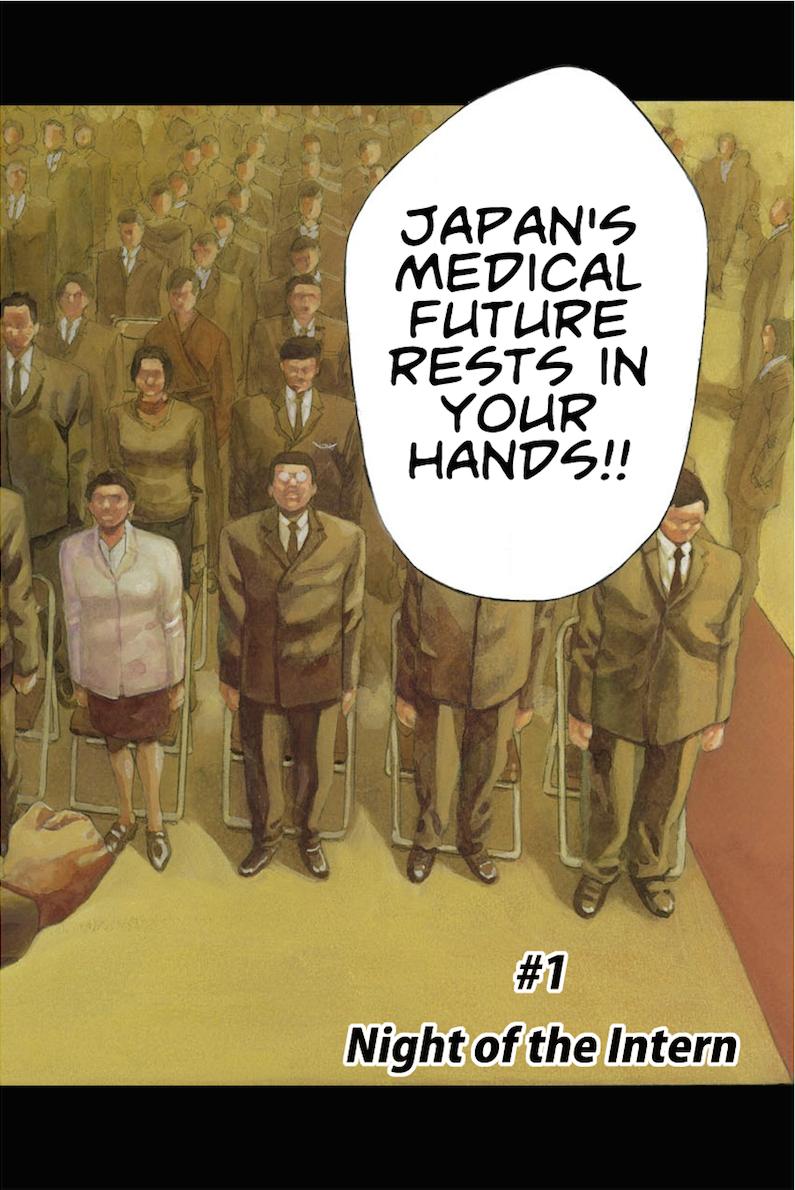 JAPAN'S
MEDICAL
FUTURE
RESTS IN
YOUR
HANDS!!
#1
Night of the Intern